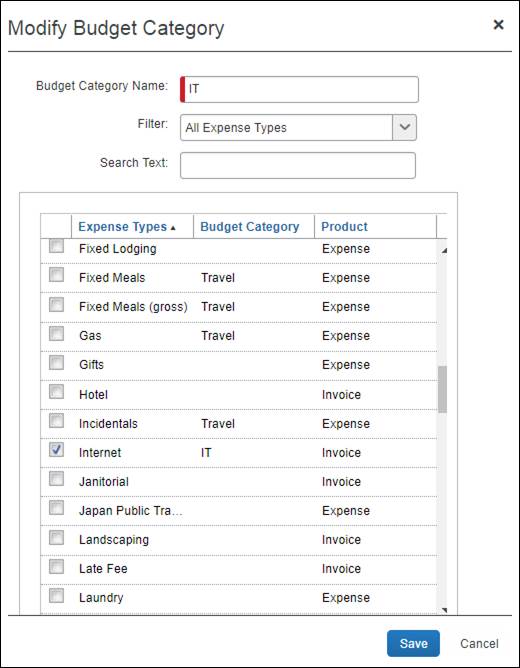 Modify Budget Category
Budget Category Name: IT
Filter: All Expense Types
Search Text:
Expense Types Budget Category Product
Fixed Lodging Expense
Fixed Meals Travel Expense
Fixed Meals (gross) Travel Expense
Gas Travel Expense
Gifts Expense
Hotel Invoice
Incidentals Travel Expense
Internet IT Invoice
Janitorial Invoice
Japan Public Tra... Expense
Landscaping Invoice
Late Fee Invoice
Laundry Expense
Save Cancel